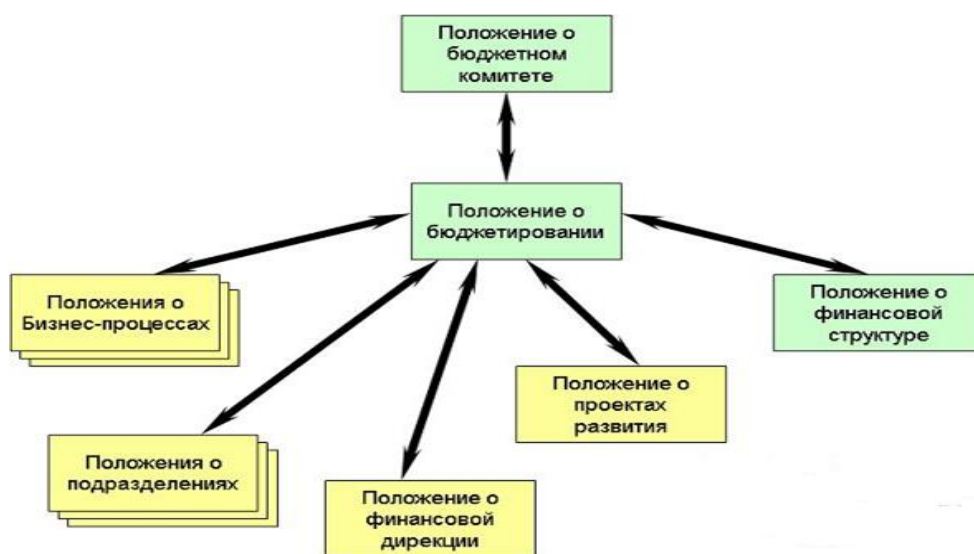 Положение о
бюджетном
комитете
Положение о
бюджетировании
Положения о
Бизнес-процессах
Положение о
финансовой
структуре
Положение о
проектах
развития
Положения о
подразделениях
Положение о
финансовой
дирекции